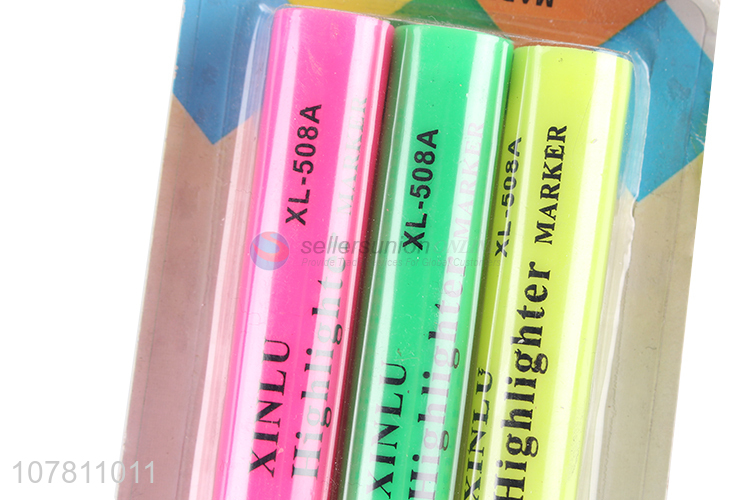 XL-508A
XINLU
Highlighter
MARKER
XL-508A
XINLU
Highlighter
MARKER
XL-508A
XINLU
Highlighter
MARKER
sellersunion
107811011